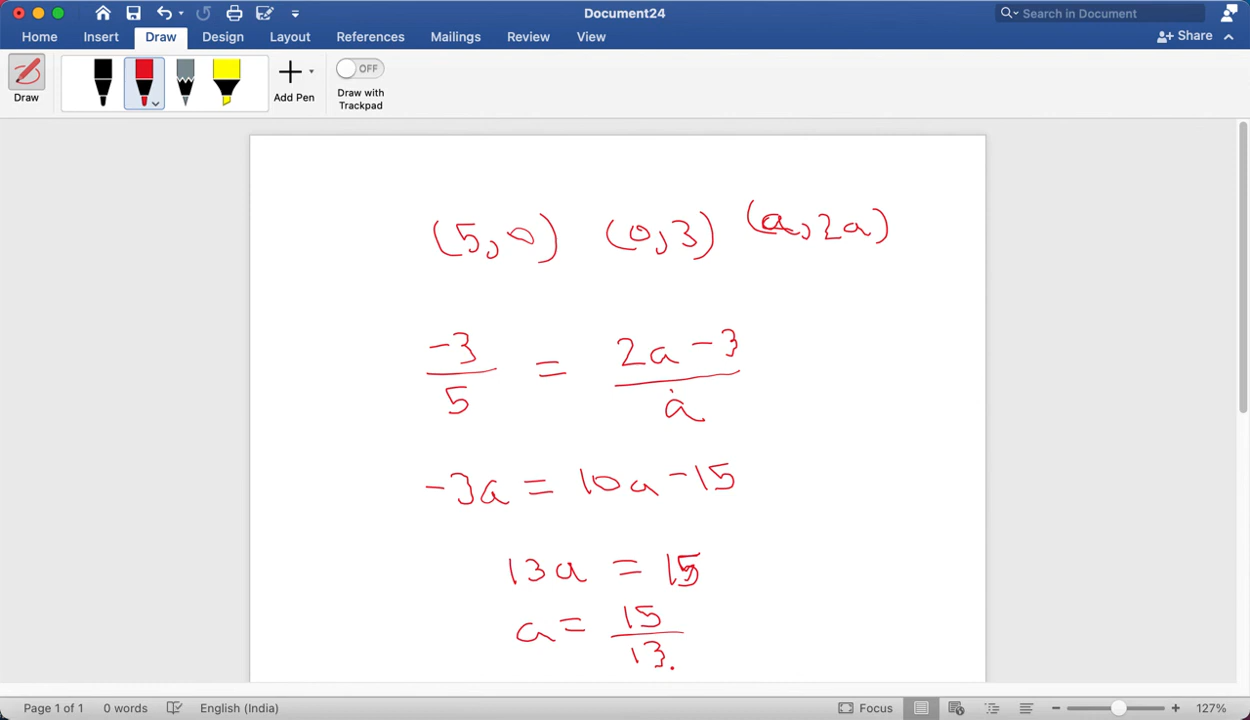 Document24
Search in Document
Home Insert Draw Design Layout References Mailings Review View
Share
OFF
Draw
Add Pen
Draw with
Trackpad
(5,0) (0,3) (a,2a)
-3/5 = 2a-3/a
-3a = 10a-15
13a = 15
a = 15/13.
Page 1 of 1 0 words English (India) Focus 127%